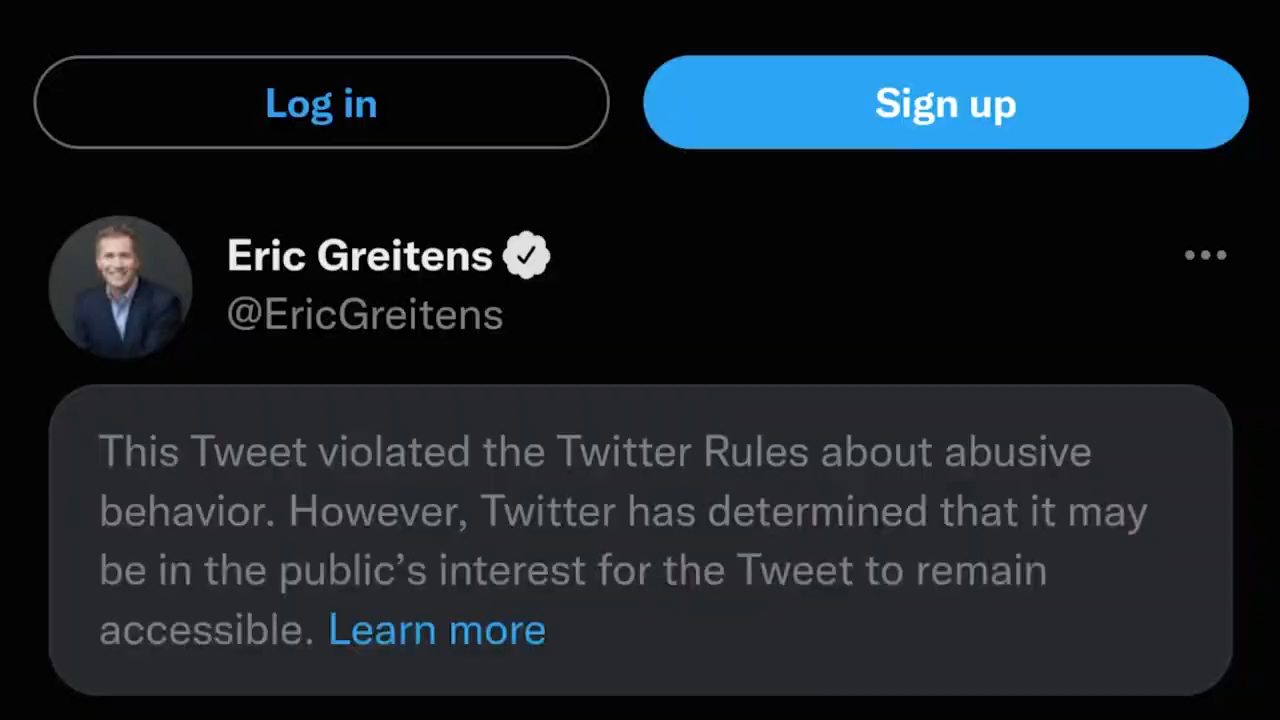 Log in
Sign up
Eric Greitens
@EricGreitens
This Tweet violated the Twitter Rules about abusive
behavior. However, Twitter has determined that it may
be in the public’s interest for the Tweet to remain
accessible. Learn more